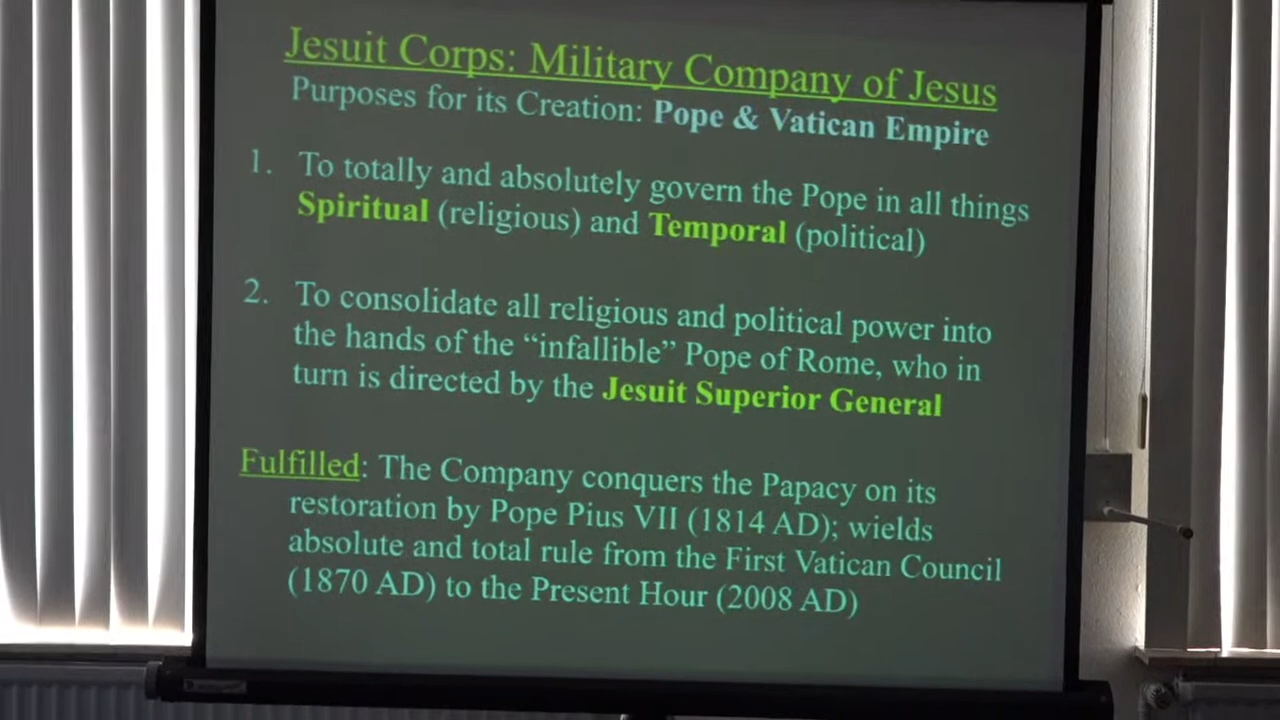 Jesuit Corps: Military Company of Jesus
Purposes for its Creation: Pope & Vatican Empire
1. To totally and absolutely govern the Pope in all things
Spiritual (religious) and Temporal (political)
2. To consolidate all religious and political power into
the hands of the “infallible” Pope of Rome, who in
turn is directed by the Jesuit Superior General
Fulfilled: The Company conquers the Papacy on its
restoration by Pope Pius VII (1814 AD); wields
absolute and total rule from the First Vatican Council
(1870 AD) to the Present Hour (2008 AD)